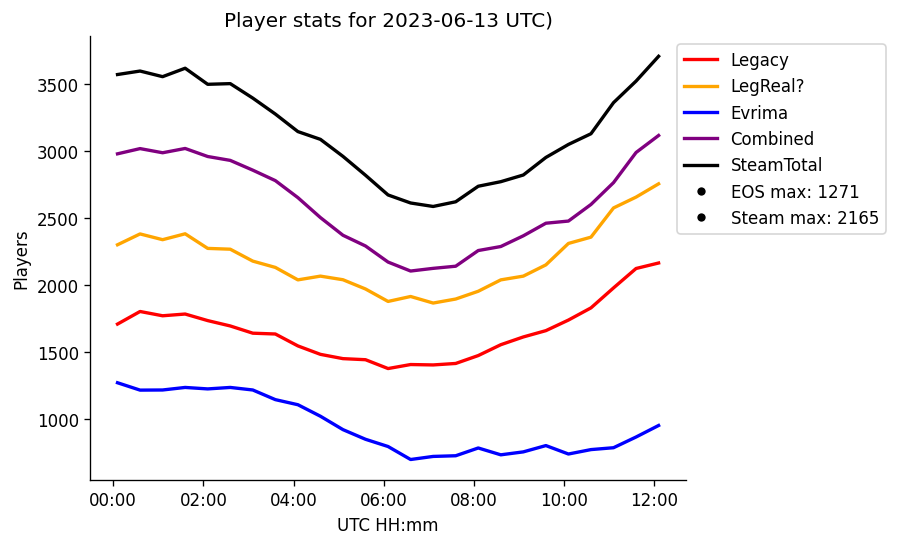 Player stats for 2023-06-13 UTC)
Players
3500
3000
2500
2000
1500
1000
00:00 02:00 04:00 06:00 08:00 10:00 12:00
UTC HH:mm
Legacy
LegReal?
Evrima
Combined
SteamTotal
EOS max: 1271
Steam max: 2165